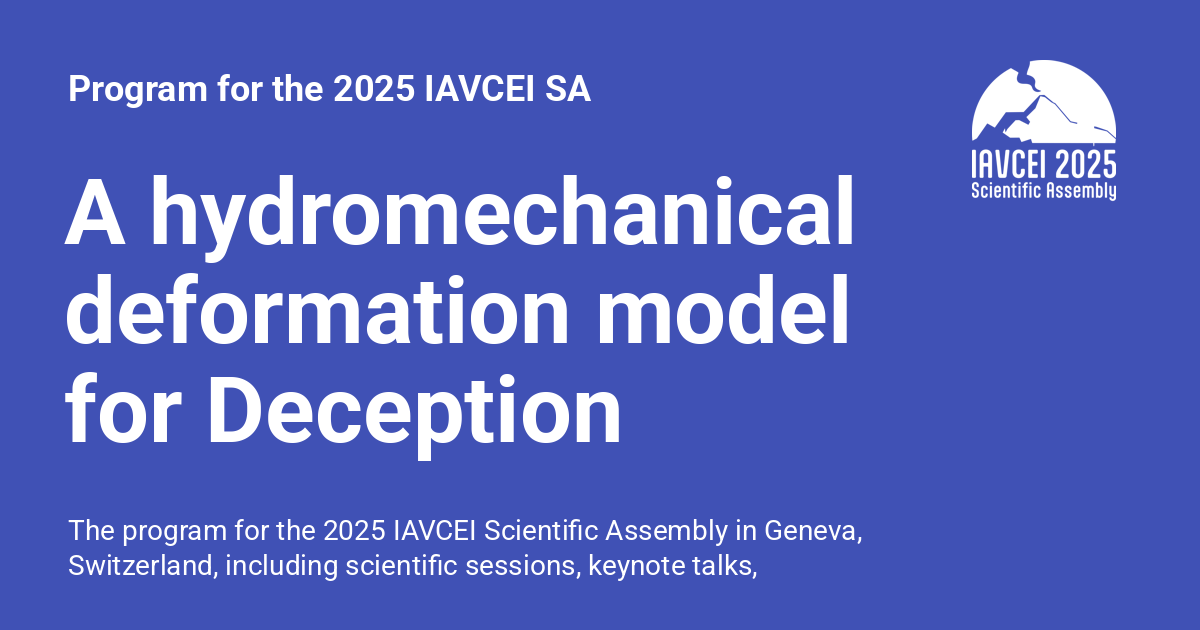 Program for the 2025 IAVCEI SA
IAVCEI 2025
Scientific Assembly
A hydromechanical
deformation model
for Deception
The program for the 2025 IAVCEI Scientific Assembly in Geneva,
Switzerland, including scientific sessions, keynote talks,